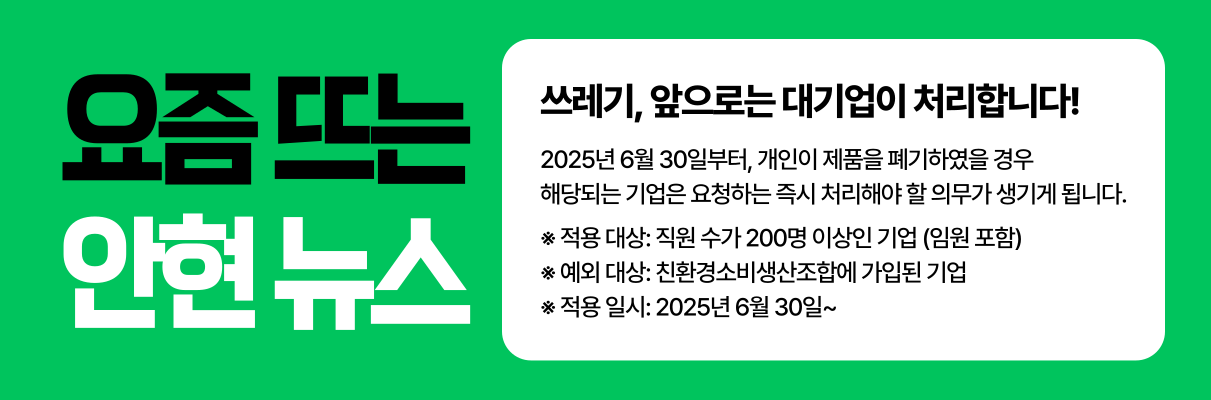 요즘 뜨는
안현 뉴스
쓰레기, 앞으로는 대기업이 처리합니다!
2025년 6월 30일부터, 개인이 제품을 폐기하였을 경우
해당되는 기업은 요청하는 즉시 처리해야 할 의무가 생기게 됩니다.
※ 적용 대상: 직원 수가 200명 이상인 기업 (임원 포함)
※ 예외 대상: 친환경소비생산조합에 가입된 기업
※ 적용 일시: 2025년 6월 30일~